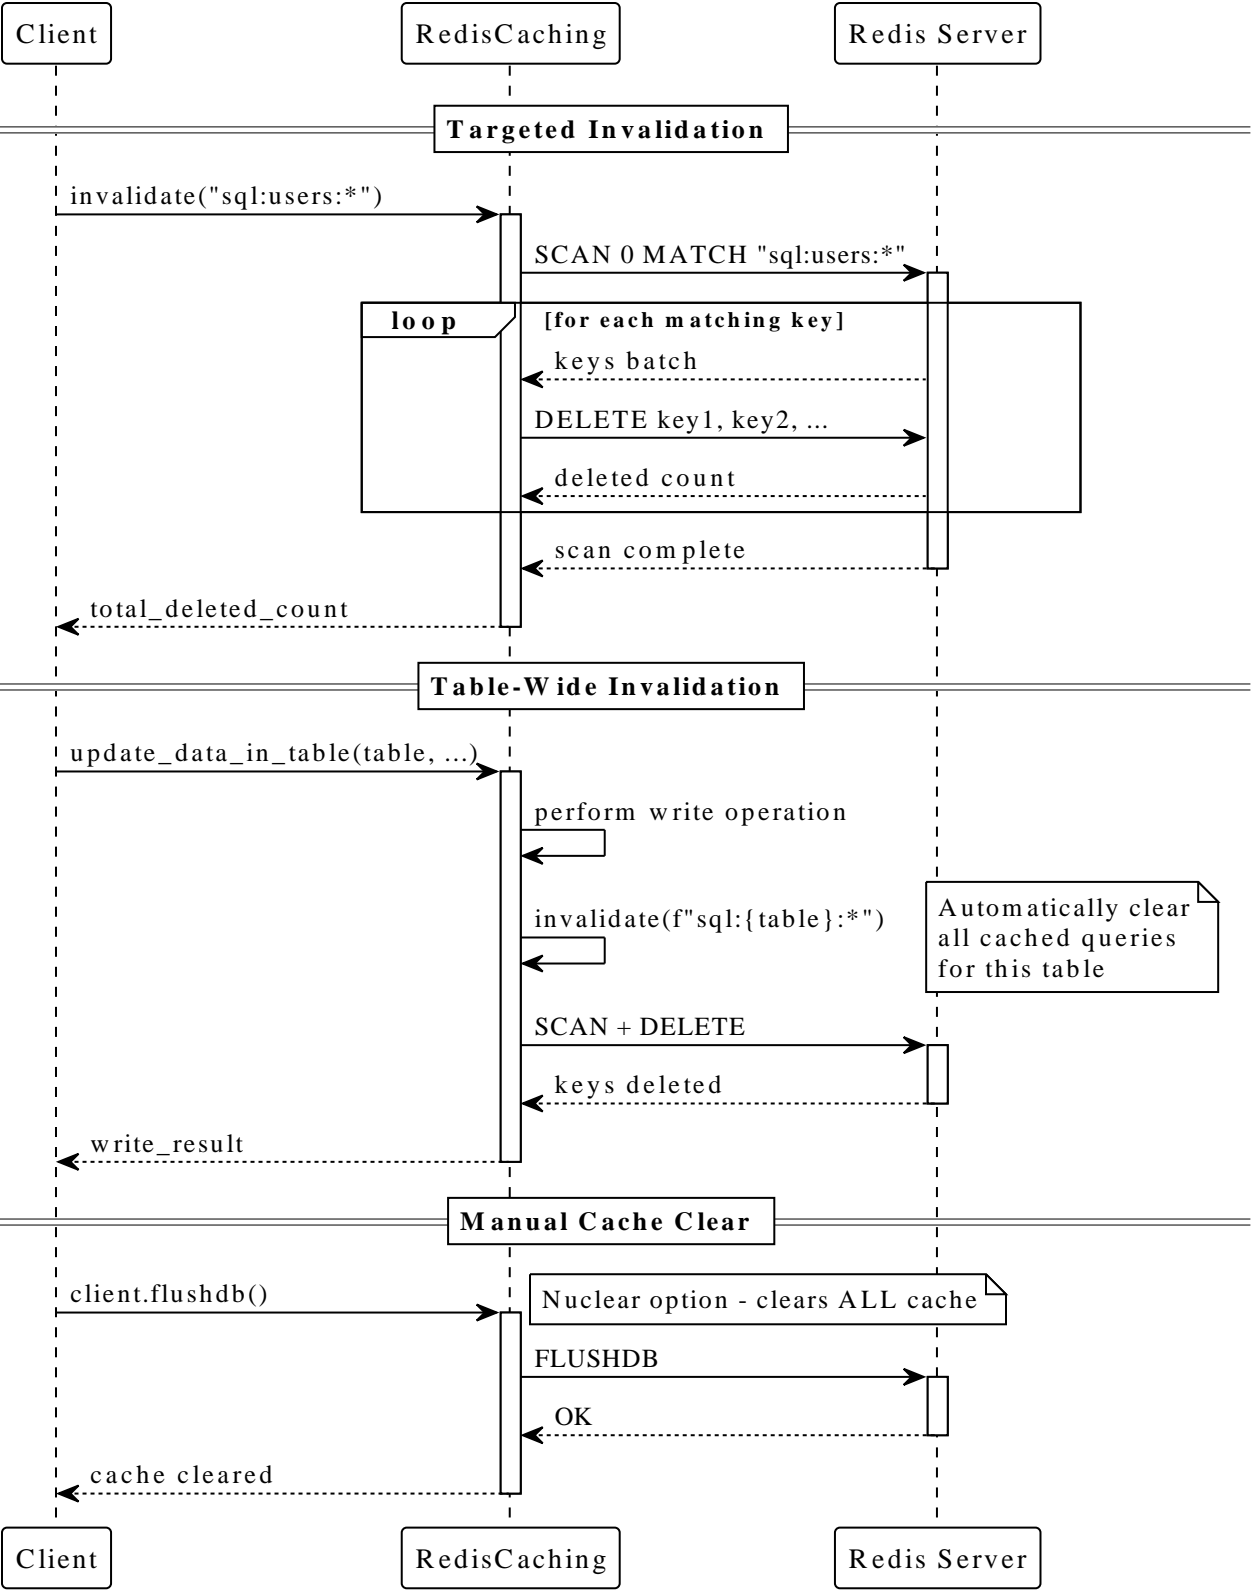 Client
RedisCaching
Redis Server
Targeted Invalidation
invalidate("sql:users:*")
SCAN 0 MATCH "sql:users:*"
loop
[for each matching key]
keys batch
DELETE key1, key2, ...
deleted count
scan complete
total_deleted_count
Table-Wide Invalidation
update_data_in_table(table, ...)
perform write operation
invalidate(f"sql:{table}:*")
Automatically clear
all cached queries
for this table
SCAN + DELETE
keys deleted
write_result
Manual Cache Clear
client.flushdb()
Nuclear option - clears ALL cache
FLUSHDB
OK
cache cleared
Client
RedisCaching
Redis Server